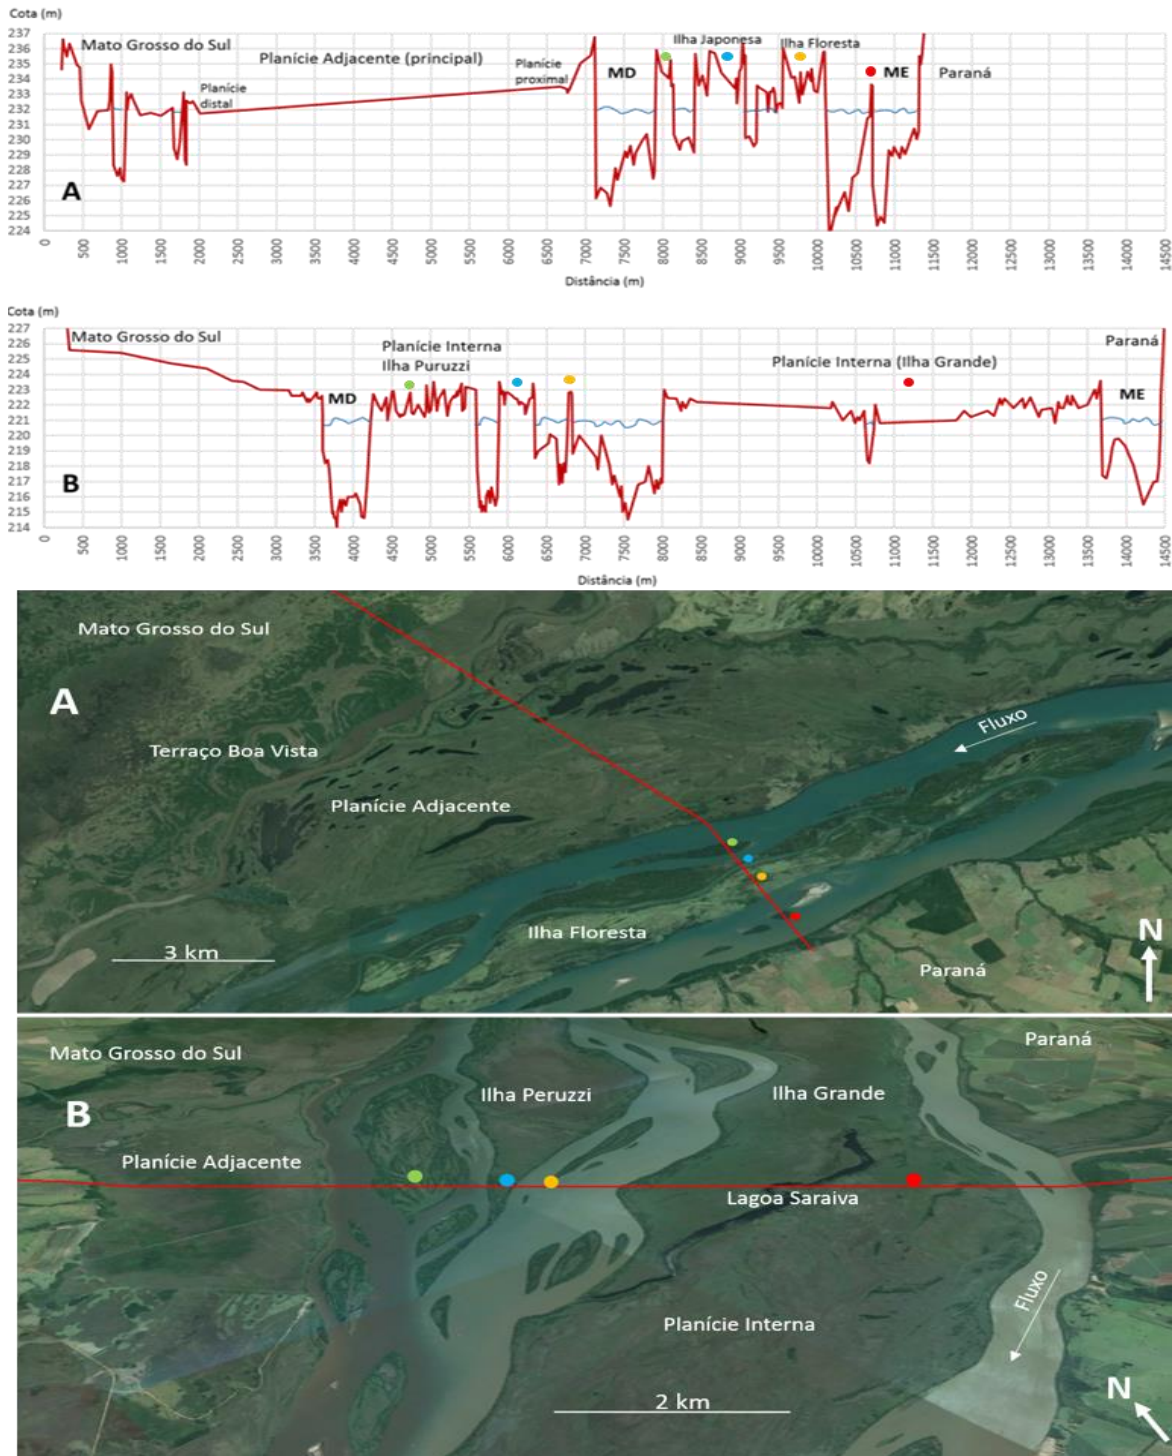 Cota (m)
237
236
235
234
233
232
231
230
229
228
227
226
225
224
Mato Grosso do Sul
Planície Adjacente (principal)
Planície
distal
Planície
proximal
MD
Ilha Japonesa
Ilha Floresta
ME
Paraná
A
0
500
1000
1500
2000
2500
3000
3500
4000
4500
5000
5500
6000
6500
7000
7500
8000
8500
9000
9500
10000
10500
11000
11500
12000
12500
13000
13500
14000
14500
Distância (m)
Cota (m)
227
226
225
224
223
222
221
220
219
218
217
216
215
214
Mato Grosso do Sul
MD
Planície Interna
Ilha Puruzzi
Planície Interna (Ilha Grande)
Paraná
ME
B
0
500
1000
1500
2000
2500
3000
3500
4000
4500
5000
5500
6000
6500
7000
7500
8000
8500
9000
9500
10000
10500
11000
11500
12000
12500
13000
13500
14000
14500
Distância (m)
Mato Grosso do Sul
A
Fluxo
Terraço Boa Vista
Planície Adjacente
Ilha Floresta
3 km
Paraná
N
Mato Grosso do Sul
Paraná
Ilha Peruzzi
Ilha Grande
B
Planície Adjacente
Lagoa Saraiva
Fluxo
Planície Interna
2 km
N